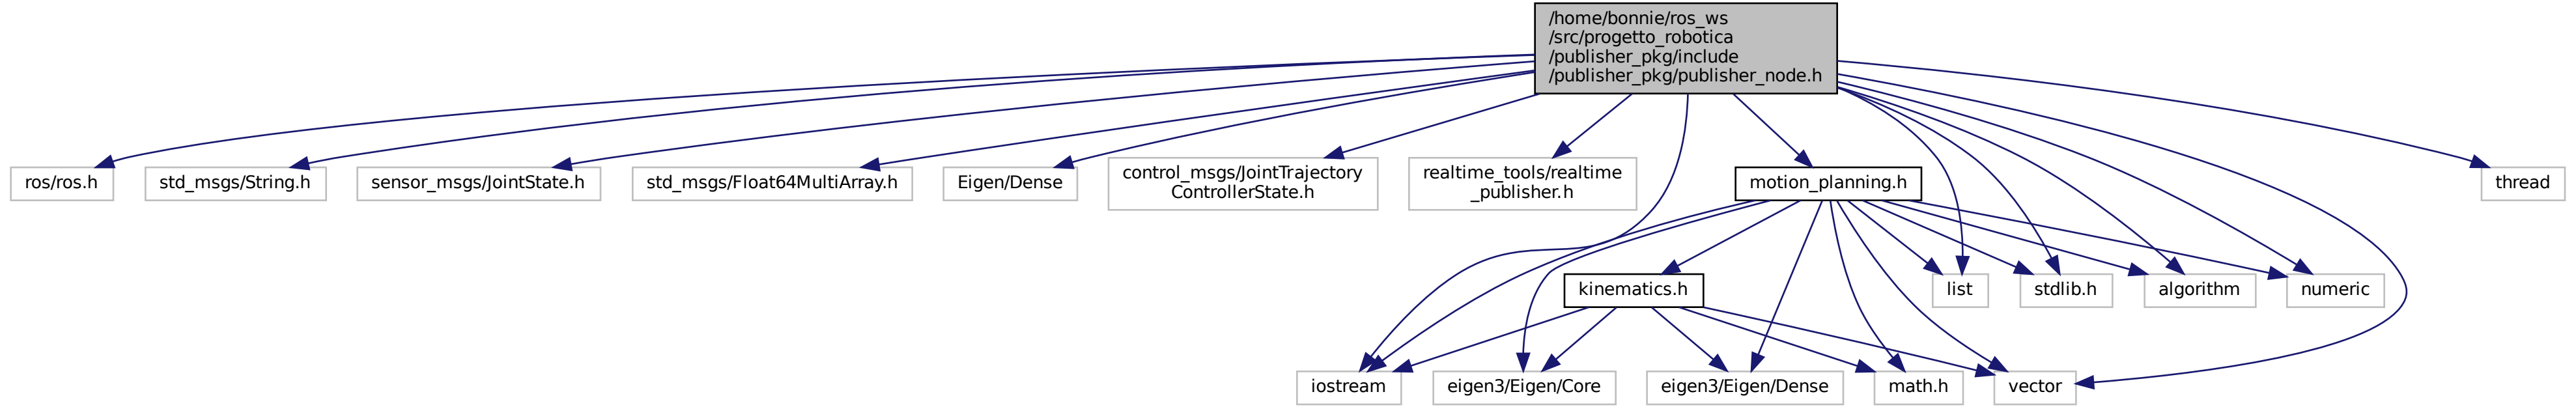 /home/bonnie/ros_ws
/src/progetto_robotica
/publisher_pkg/include
/publisher_pkg/publisher_node.h
ros/ros.h
std_msgs/String.h
sensor_msgs/JointState.h
std_msgs/Float64MultiArray.h
Eigen/Dense
control_msgs/JointTrajectory
ControllerState.h
realtime_tools/realtime
_publisher.h
motion_planning.h
thread
kinematics.h
list
stdlib.h
algorithm
numeric
iostream
eigen3/Eigen/Core
eigen3/Eigen/Dense
math.h
vector